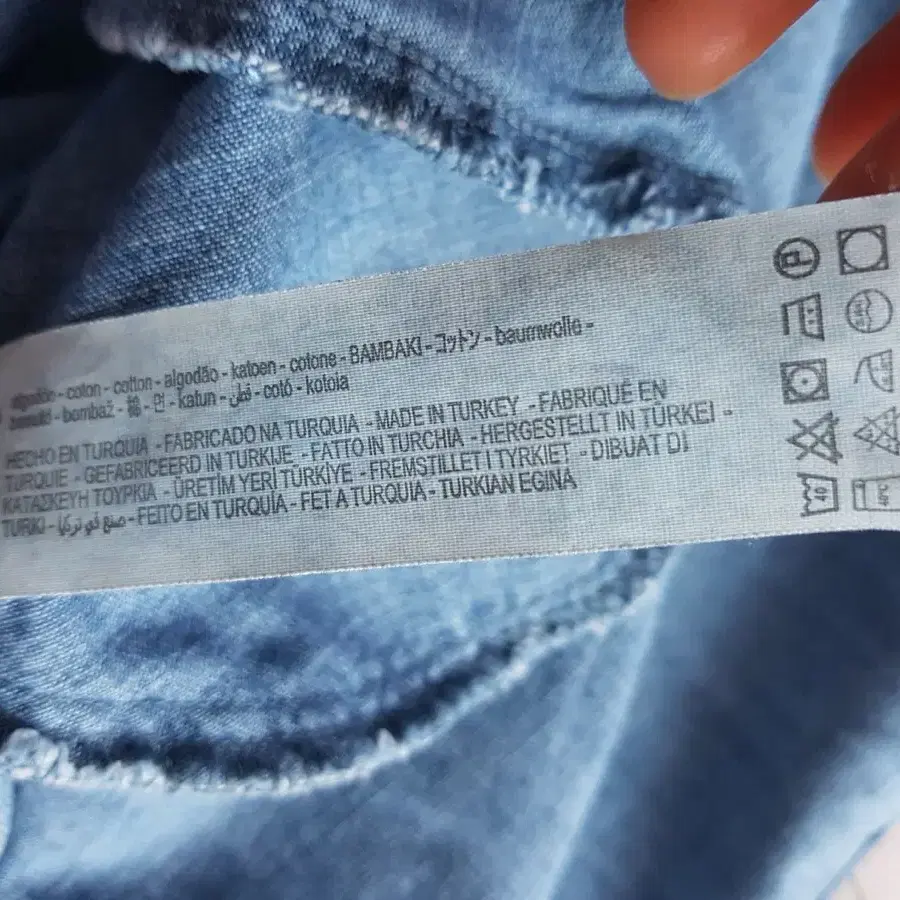 algodón - coton - cotton - algodão - katoen - cotone - BAMBAKI - コットン - baumwolle -
bomuld - bombaž - 棉 - 면 - katun - قطن - cotó - kotoia
HECHO EN TURQUIA - FABRICADO NA TURQUIA - MADE IN TURKEY - FABRIQUÉ EN
TURQUIE - GEFABRICEERD IN TURKIJE - FATTO IN TURCHIA - HERGESTELLT IN TÜRKEI -
ΚΑΤΑΣΚΕΥΗ ΤΟΥΡΚΙΑ - ÜRETİM YERİ TÜRKİYE - FREMSTILLET I TYRKIET - DIBUAT DI
TURKI - صنع في تركيا - FEITO EN TURQUÍA - FET A TURQUIA - TURKIAN EGINA
P
40